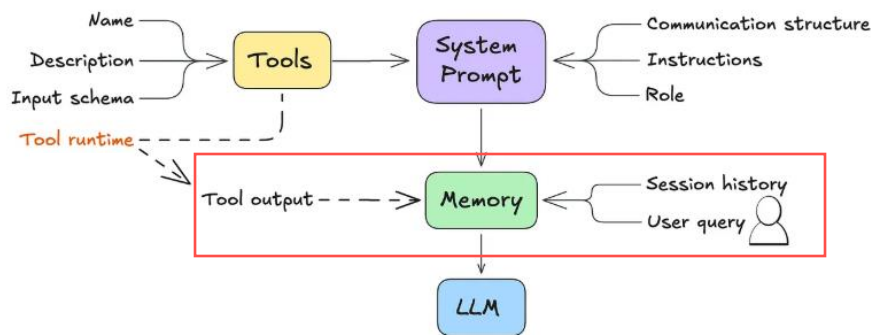 Name
Description
Input schema
Tool runtime
Tools
System
Prompt
Communication structure
Instructions
Role
Tool output
Memory
Session history
User query
LLM